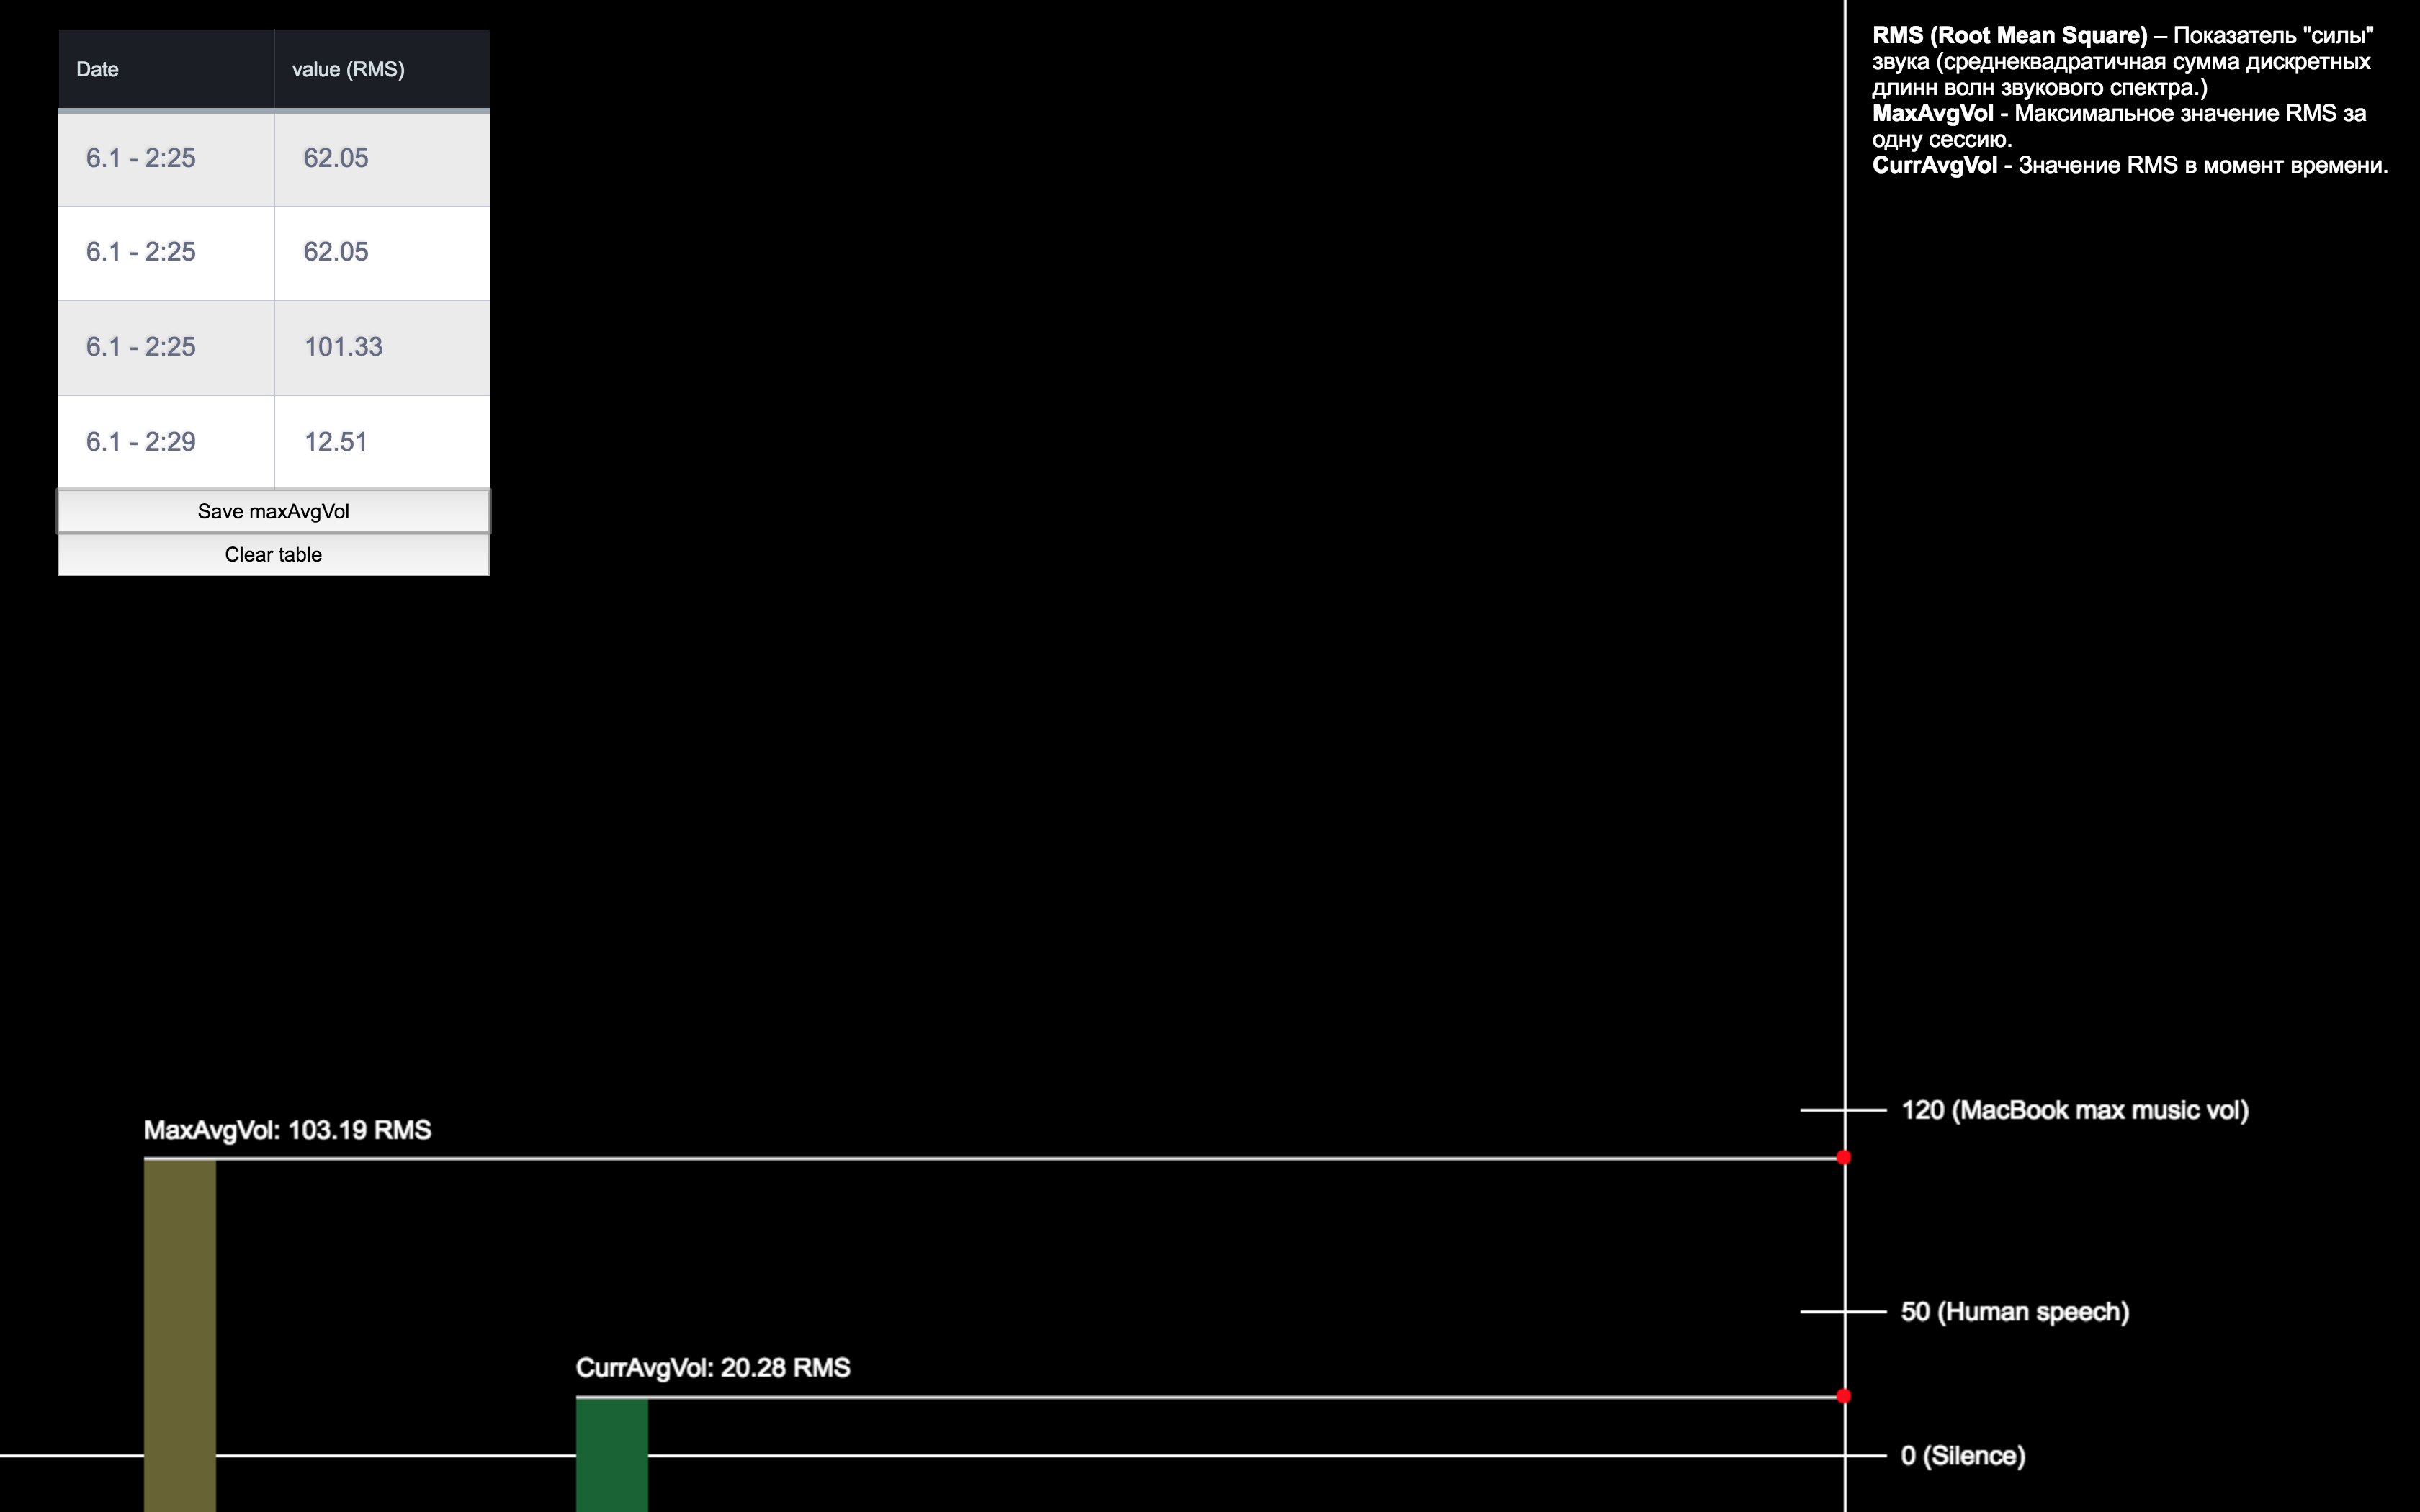 Date value (RMS)
6.1 - 2:25 62.05
6.1 - 2:25 62.05
6.1 - 2:25 101.33
6.1 - 2:29 12.51
Save maxAvgVol
Clear table
RMS (Root Mean Square) – Показатель "силы"
звука (среднеквадратичная сумма дискретных
длинн волн звукового спектра.)
MaxAvgVol - Максимальное значение RMS за
одну сессию.
CurrAvgVol - Значение RMS в момент времени.
120 (MacBook max music vol)
MaxAvgVol: 103.19 RMS
50 (Human speech)
CurrAvgVol: 20.28 RMS
0 (Silence)